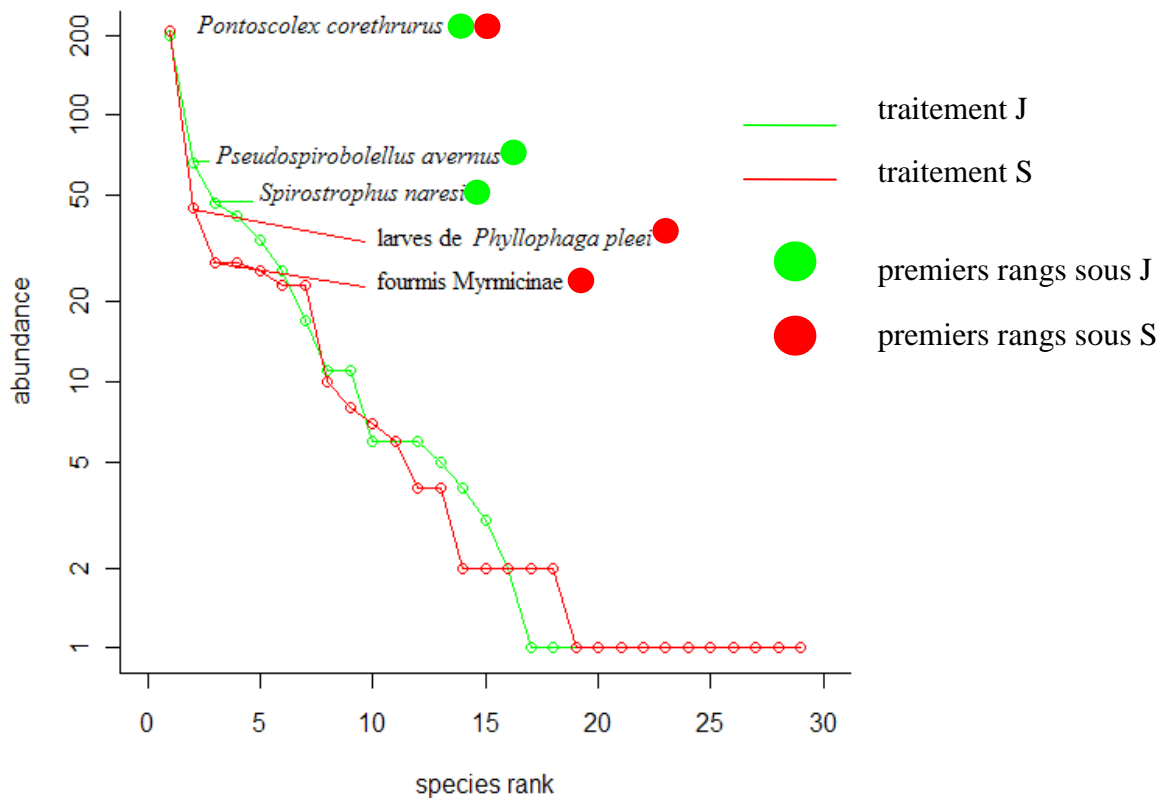 Pontoscolex corethrurus
Pseudospirobolellus avernus
Spirostrophus naresi
larves de Phyllophaga pleei
fourmis Myrmicinae
traitement J
traitement S
premiers rangs sous J
premiers rangs sous S
abundance
200
100
50
20
10
5
2
1
0 5 10 15 20 25 30
species rank